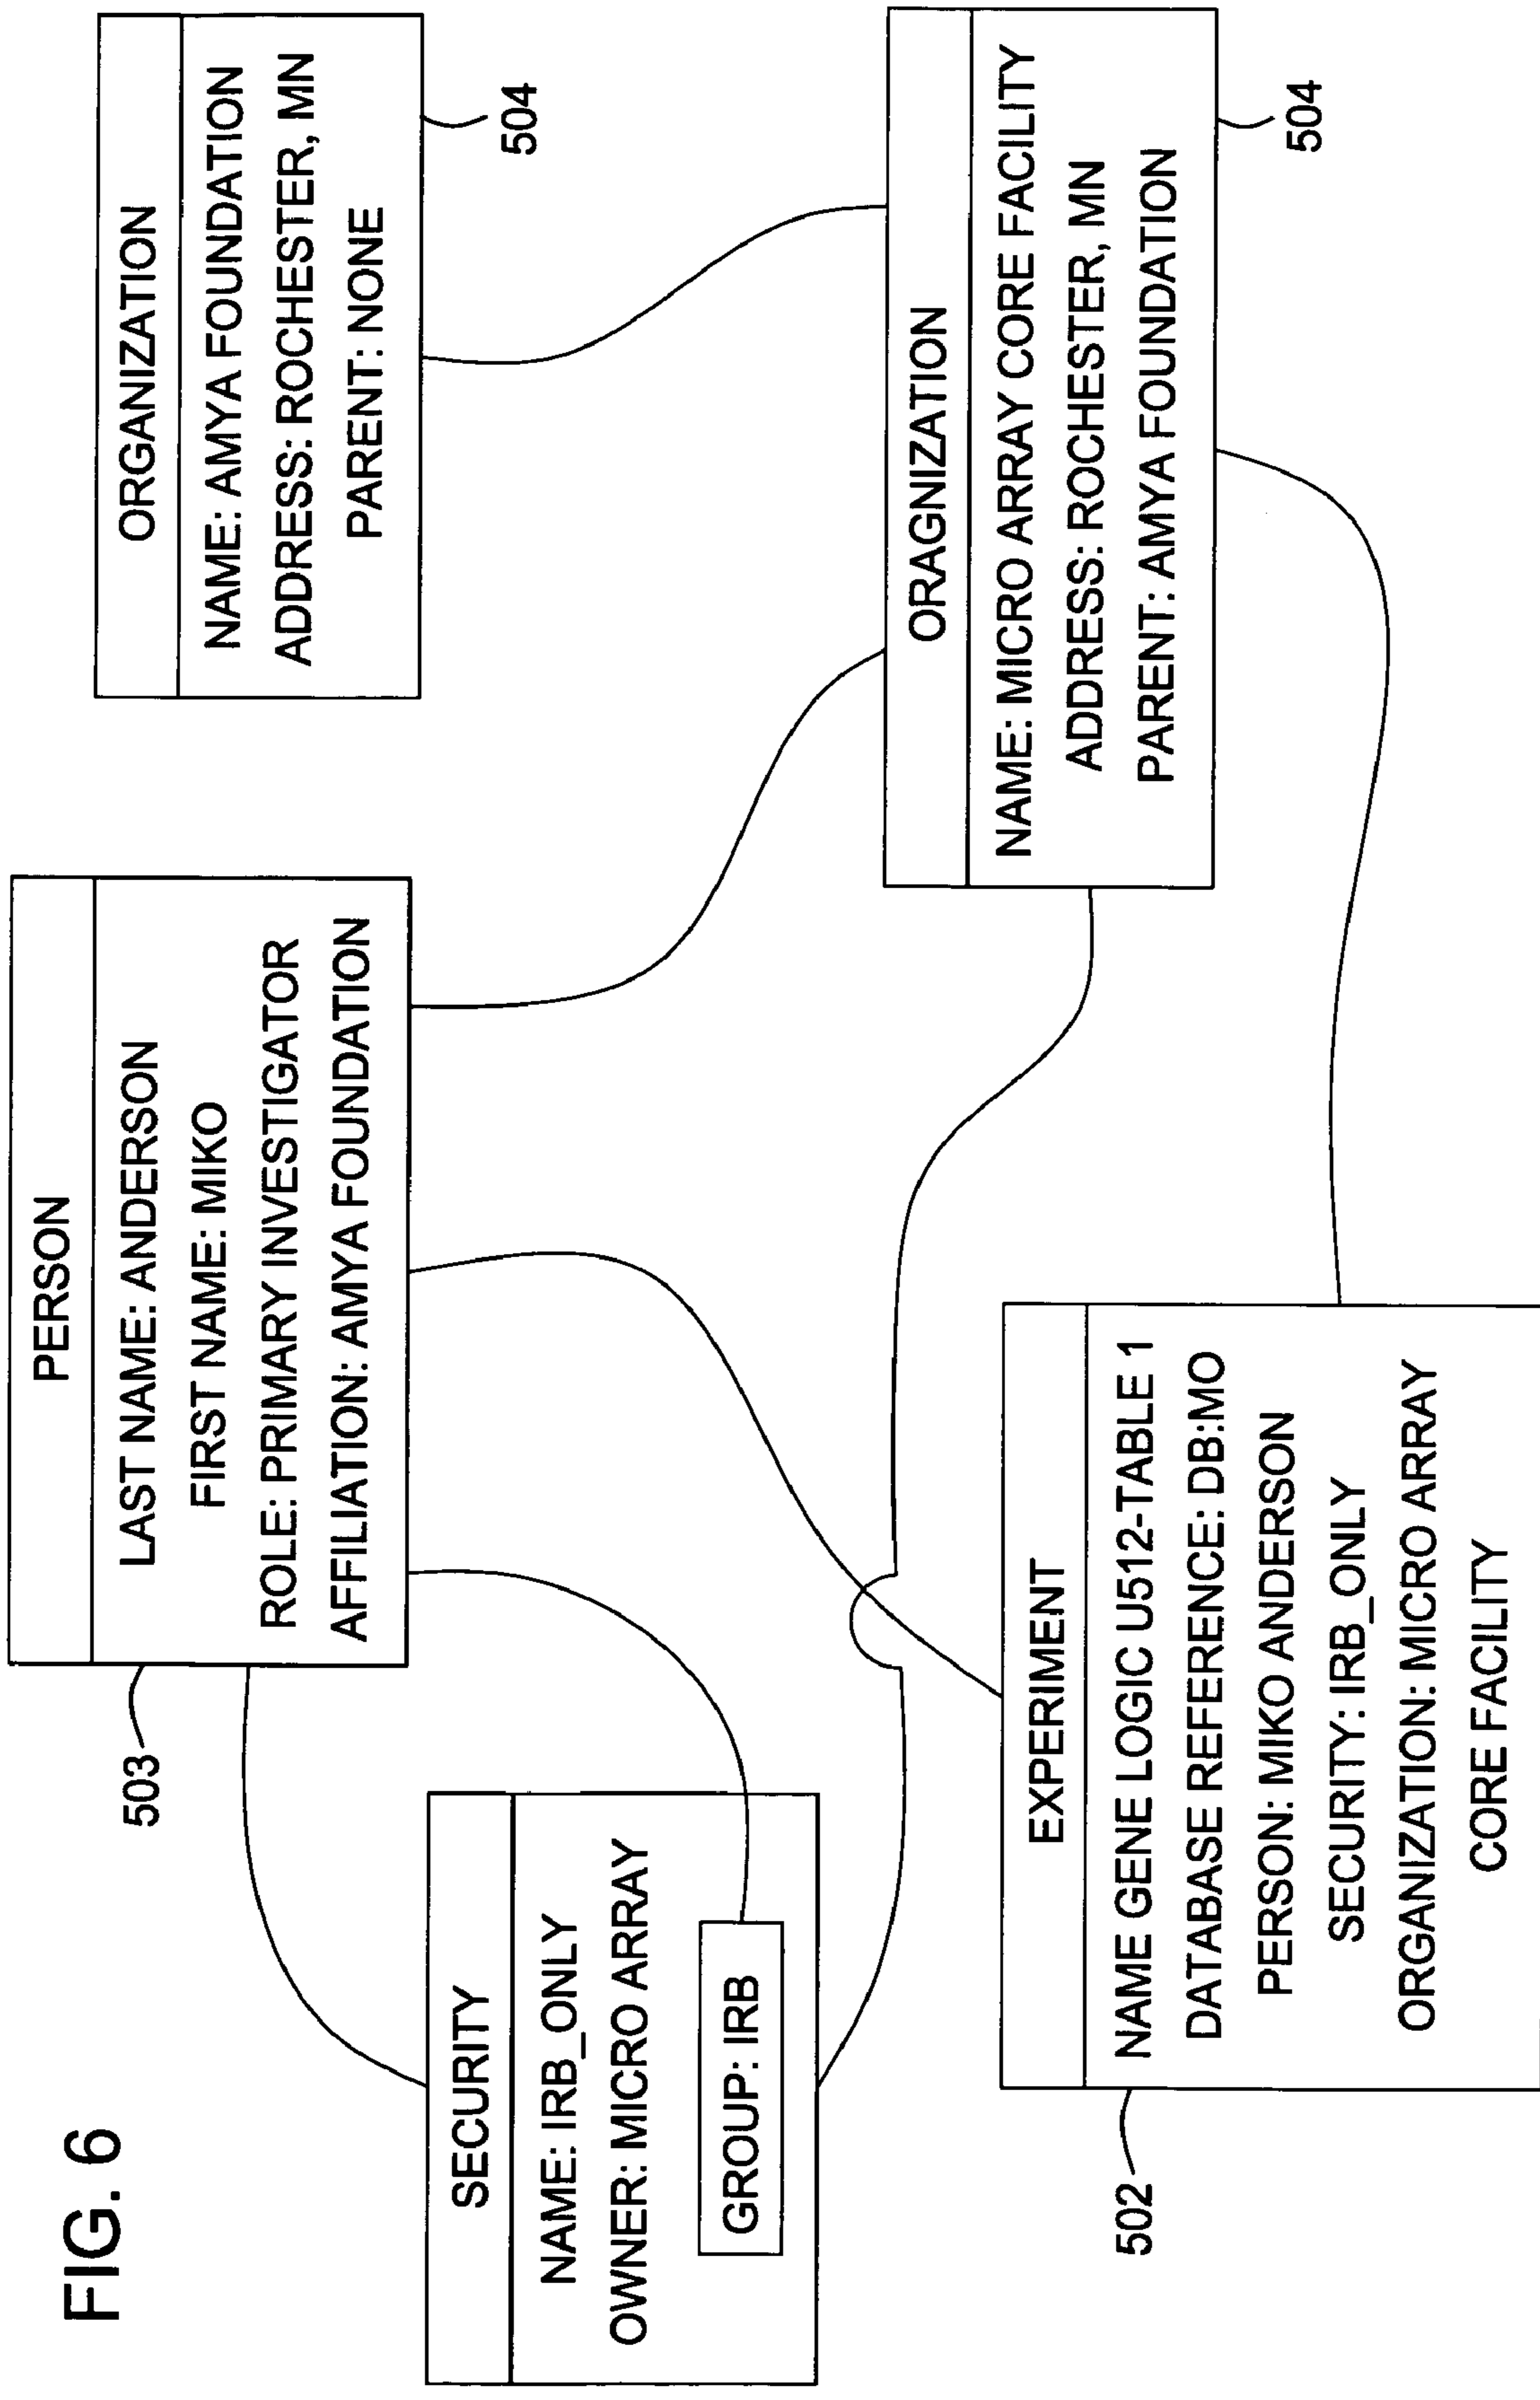 FIG. 6
PERSON
LAST NAME: ANDERSON
FIRST NAME: MIKO
ROLE: PRIMARY INVESTIGATOR
AFFILIATION: AMYA FOUNDATION
503
ORGANIZATION
NAME: AMYA FOUNDATION
ADDRESS: ROCHESTER, MN
PARENT: NONE
504
SECURITY
NAME: IRB_ONLY
OWNER: MICRO ARRAY
GROUP: IRB
ORAGNIZATION
NAME: MICRO ARRAY CORE FACILITY
ADDRESS: ROCHESTER, MN
PARENT: AMYA FOUNDATION
504
EXPERIMENT
NAME GENE LOGIC U512-TABLE 1
DATABASE REFERENCE: DB:MO
PERSON: MIKO ANDERSON
SECURITY: IRB_ONLY
ORGANIZATION: MICRO ARRAY
CORE FACILITY
502